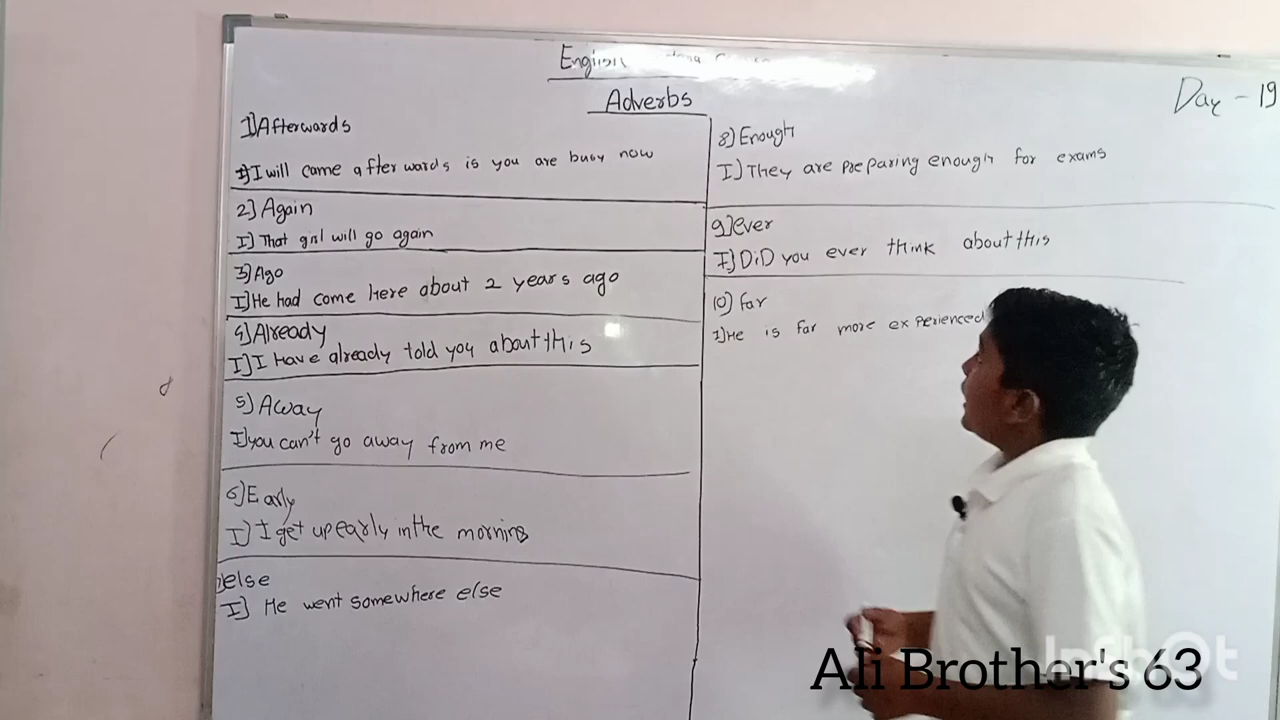 English
Adverbs
Day - 19
1) Afterwards
I) I will came after wards is you are busy now
2) Again
I) That girl will go again
3) Ago
I) He had come here about 2 years ago
4) Already
I) I Have already told you about this
5) Away
I) you can't go away from me
6) Early
I) I get up early in the morning
) else
I) He went somewhere else
8) Enough
I) They are preparing enough for exams
9) ever
I) DiD you ever think about this
10) far
I) He is far more experienced
Ali Brother's 63
InShot